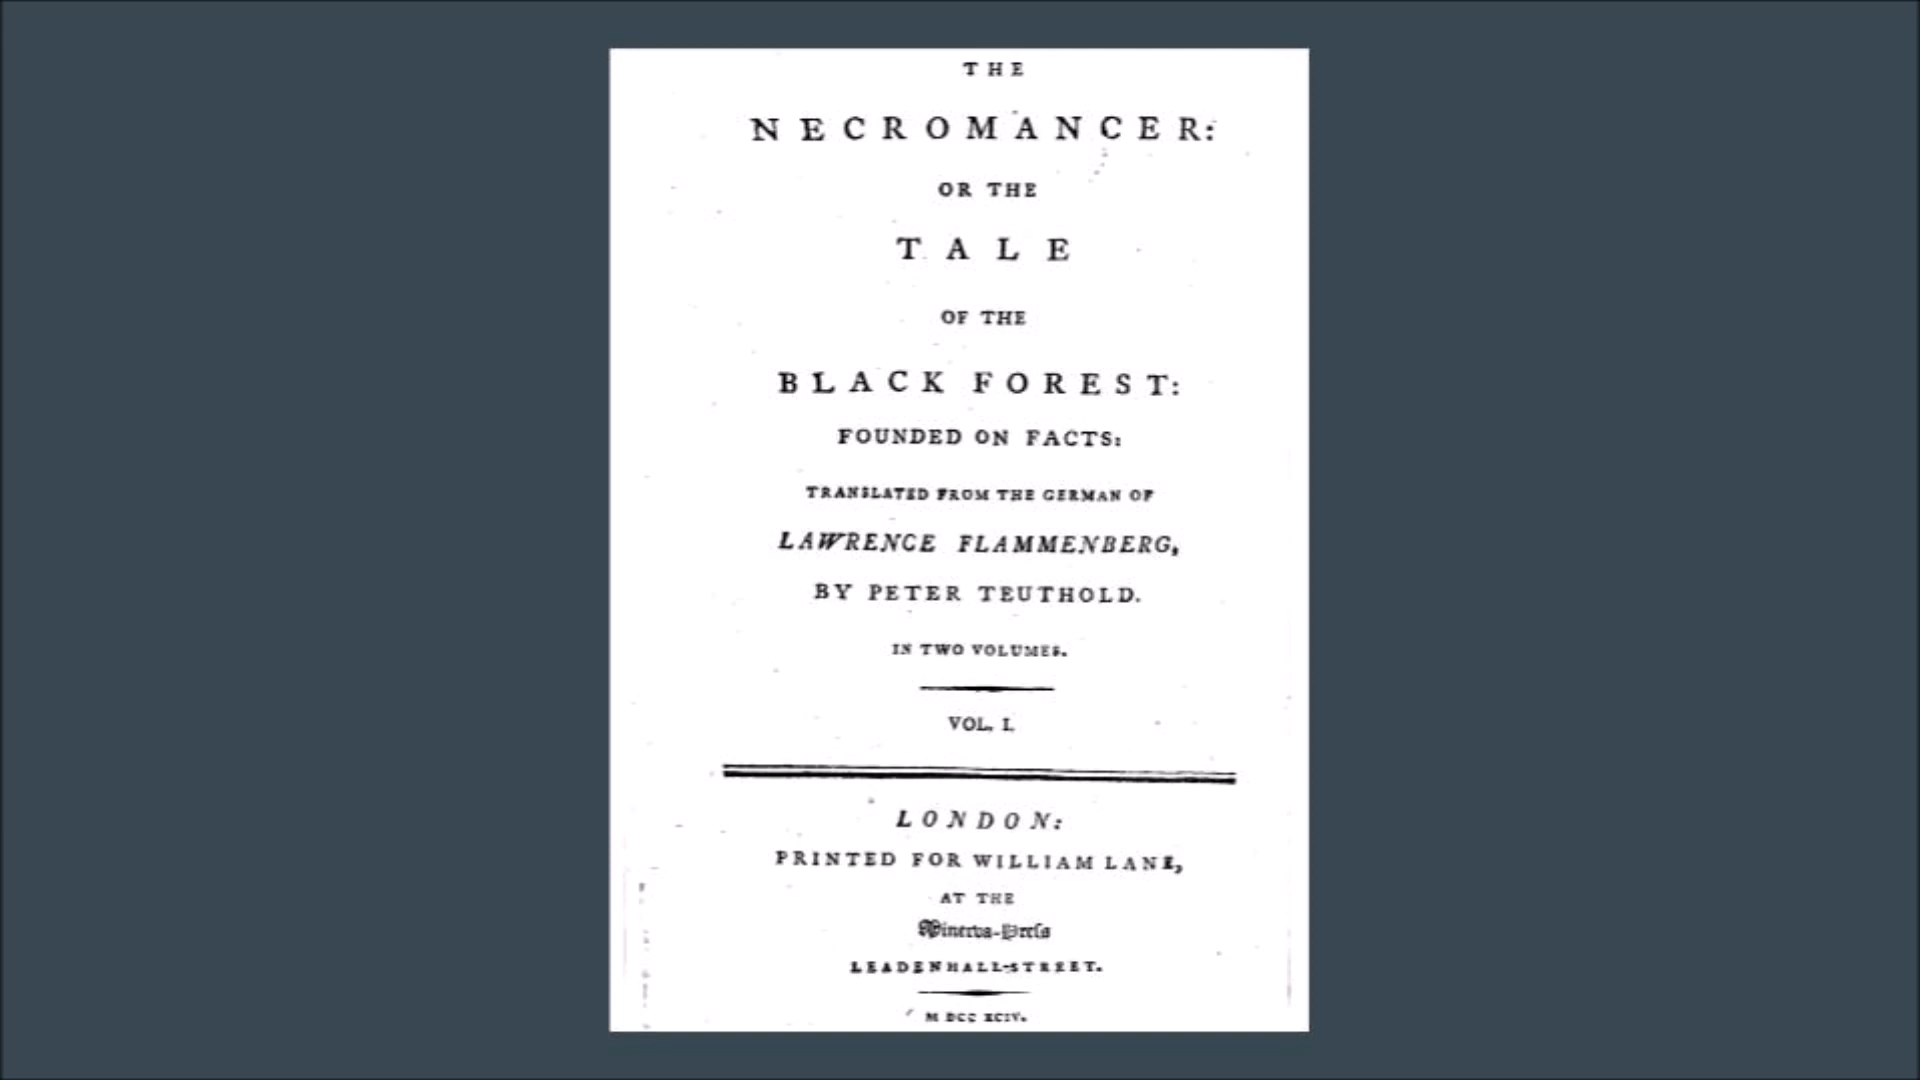 THE
NECROMANCER:
OR THE
TALE
OF THE
BLACK FOREST:
FOUNDED ON FACTS:
TRANSLATED FROM THE GERMAN OF
LAWRENCE FLAMMENBERG,
BY PETER TEUTHOLD.
IN TWO VOLUMES.
VOL. I.
LONDON:
PRINTED FOR WILLIAM LANE,
AT THE
Minerva-Preſs
LEADENHALL-STREET.
M DCC XCIV.